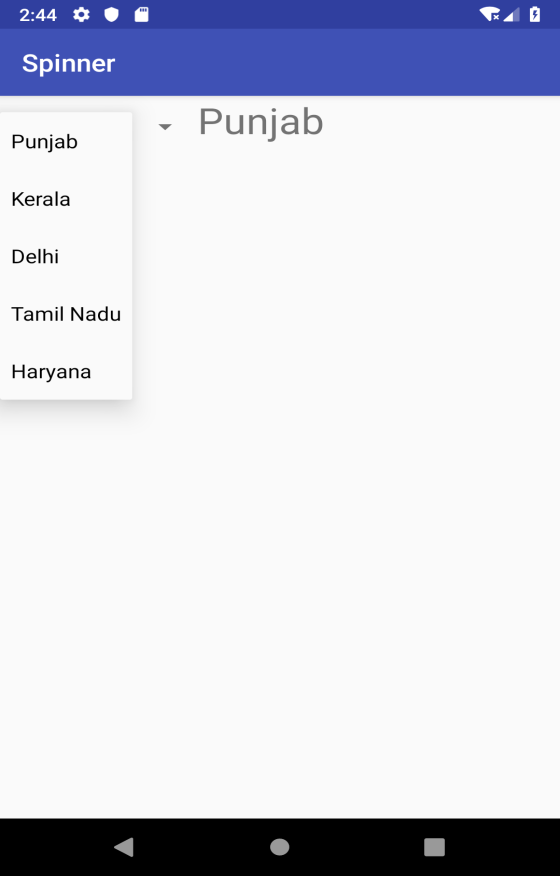 2:44
Spinner
Punjab
Punjab
Kerala
Delhi
Tamil Nadu
Haryana